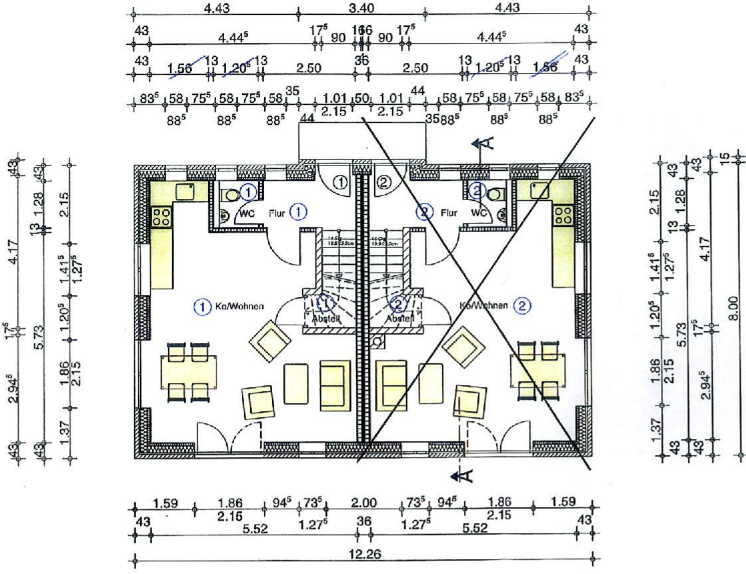 4.43 3.40 4.43
43 4.44⁵ 17⁵ 90 16 6 90 17⁵ 4.44⁵ 43
43 1.56 13 1.20⁵ 13 2.50 36 2.50 13 1.20⁵ 13 1.56 43
83⁵ 58 75⁵ 58 75⁵ 58 35 1.01 50 1.01 44 58 75⁵ 58 75⁵ 58 83⁵
88⁵ 88⁵ 88⁵ 44 2.15 2.15 35 88⁵ 88⁵ 88⁵
A
1 WC Flur 1 1 2 2 Flur WC 2
1 Ko/Wohnen 1 Abstell 2 Abstell Ko/Wohnen 2
A
43 4.17 17⁵ 2.94⁵ 43
43 1.28 13 5.73 43
2.15 1.41⁵ 1.27⁵ 1.20⁵ 1.86 2.15 1.37
2.15 1.41⁵ 1.27⁵ 1.20⁵ 1.86 2.15 1.37
43 1.28 13 5.73 43
43 4.17 17⁵ 2.94⁵ 43
15 8.00
1.59 1.86 94⁵ 73⁵ 2.00 73⁵ 94⁵ 1.86 1.59
2.15 1.27⁵ 1.27⁵ 2.15
43 5.52 36 5.52 43
12.26